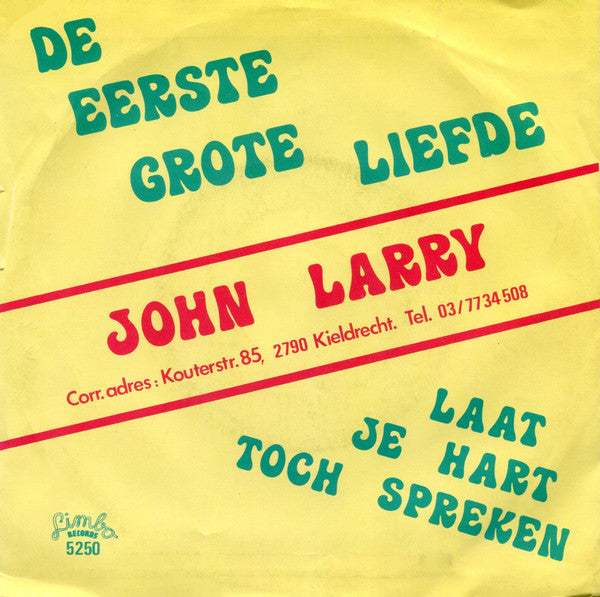 DE
EERSTE
GROTE LIEFDE
JOHN LARRY
Corr. adres: Kouterstr. 85, 2790 Kieldrecht. Tel. 03/7734508
LAAT
JE HART
TOCH SPREKEN
Limbo
RECORDS
5250